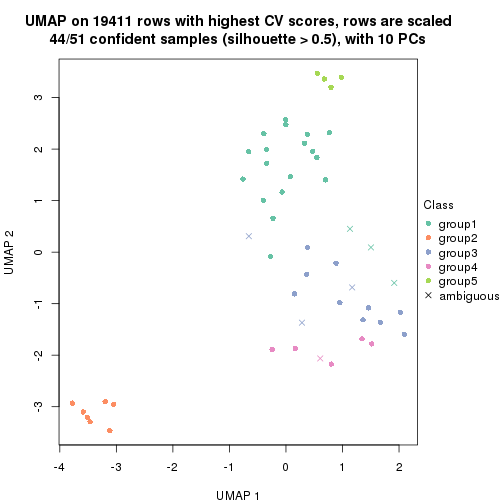 UMAP on 19411 rows with highest CV scores, rows are scaled
44/51 confident samples (silhouette > 0.5), with 10 PCs
3
2
1
0
-1
-2
-3
UMAP 2
-4
-3
-2
-1
0
1
2
UMAP 1
Class
group1
group2
group3
group4
group5
ambiguous